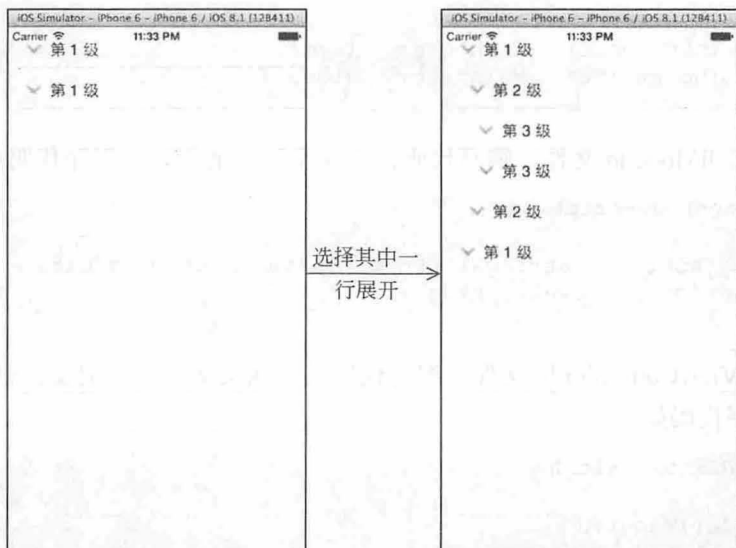 iOS Simulator - iPhone 6 - iPhone 6 / iOS 8.1 (12B411)
Carrier 11:33 PM
第 1 级
第 1 级
选择其中一
行展开
iOS Simulator - iPhone 6 - iPhone 6 / iOS 8.1 (12B411)
Carrier 11:33 PM
第 1 级
第 2 级
第 3 级
第 3 级
第 2 级
第 1 级